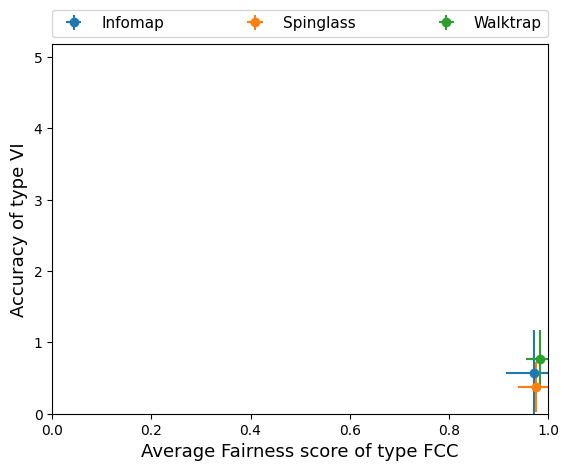 Infomap Spinglass Walktrap
Accuracy of type VI
5
4
3
2
1
0
0.0 0.2 0.4 0.6 0.8 1.0
Average Fairness score of type FCC